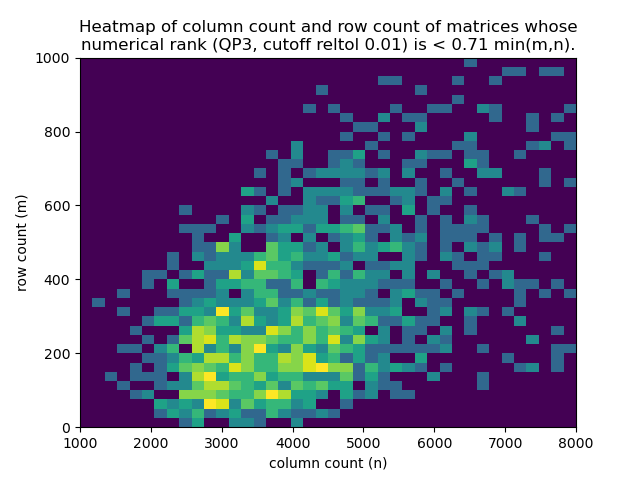 Heatmap of column count and row count of matrices whose
numerical rank (QP3, cutoff reltol 0.01) is < 0.71 min(m,n).
1000
800
600
400
200
0
row count (m)
1000 2000 3000 4000 5000 6000 7000 8000
column count (n)